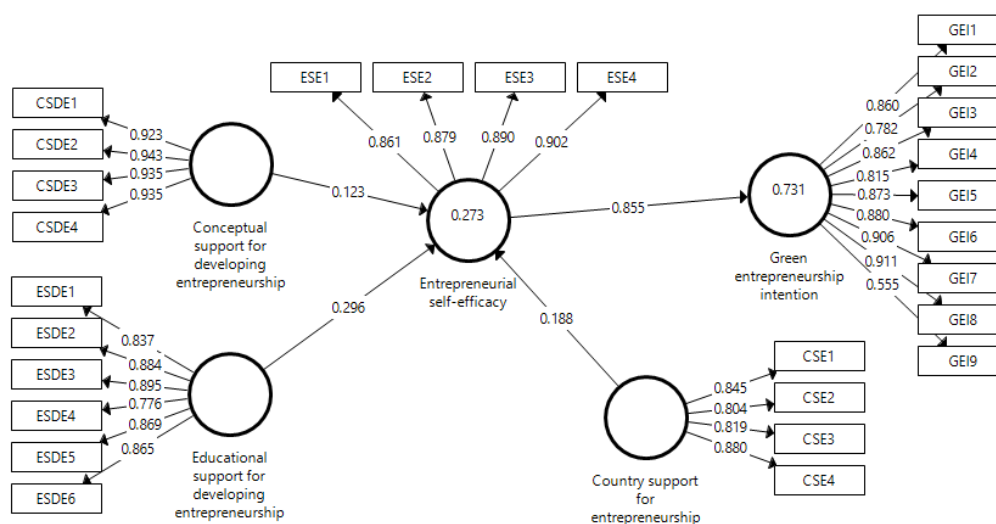 GEI1
ESE1
ESE2
ESE3
ESE4
GEI2
CSDE1
0.860
GEI3
0.782
CSDE2
0.923
0.861
0.879
0.890
0.902
0.862
GEI4
0.943
0.815
CSDE3
0.935
0.731
0.873
GEI5
0.935
0.123
0.880
CSDE4
0.273
0.855
0.906
GEI6
Conceptual
support for
developing
entrepreneurship
Green
entrepreneurship
intention
0.911
GEI7
0.555
Entrepreneurial
self-efficacy
ESDE1
0.296
0.188
GEI8
ESDE2
0.837
CSE1
GEI9
0.884
ESDE3
0.895
0.845
CSE2
0.776
0.804
ESDE4
0.869
0.819
CSE3
0.865
0.880
ESDE5
CSE4
Educational
support for
developing
entrepreneurship
Country support
for
entrepreneurship
ESDE6